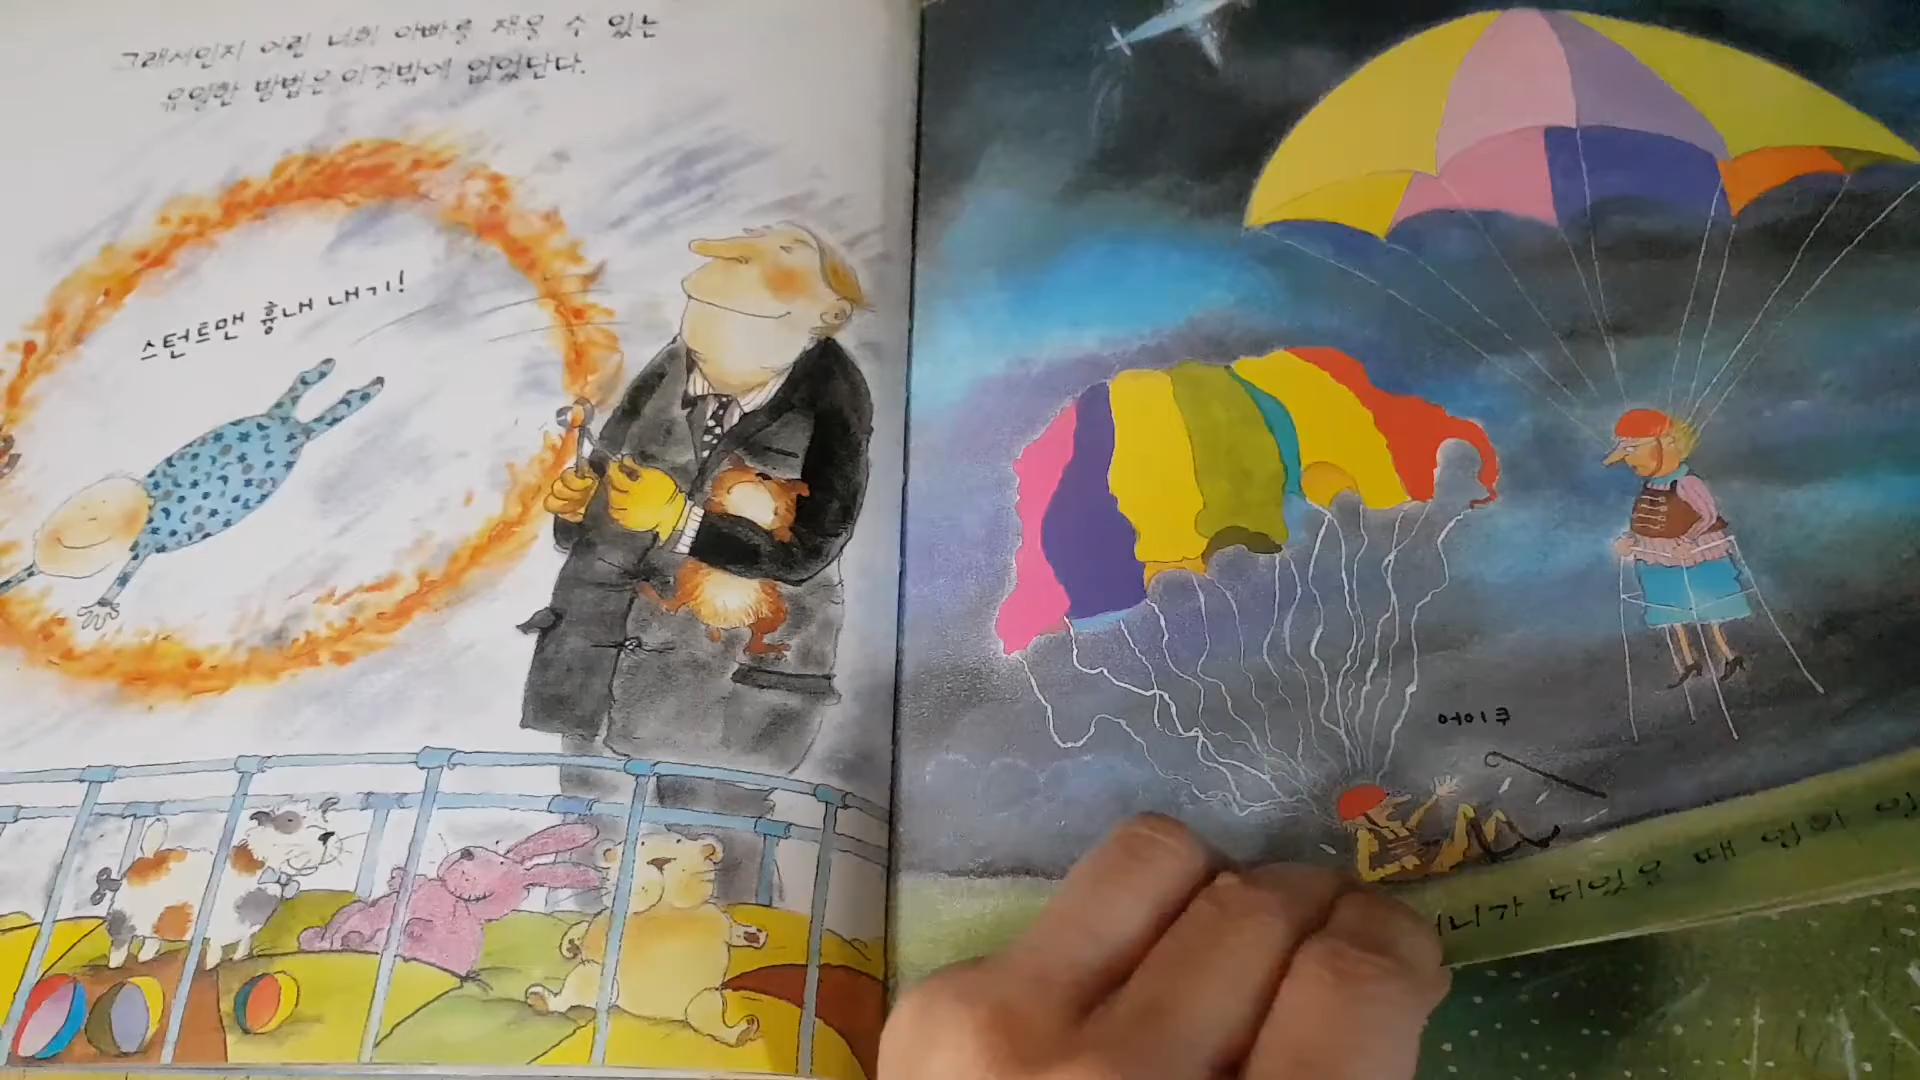 그래서인지 어린 너희 아빠를 재울 수 있는
유일한 방법은 이것밖에 없었단다.
스턴트맨 흉내 내기!
어이쿠
되었을 때